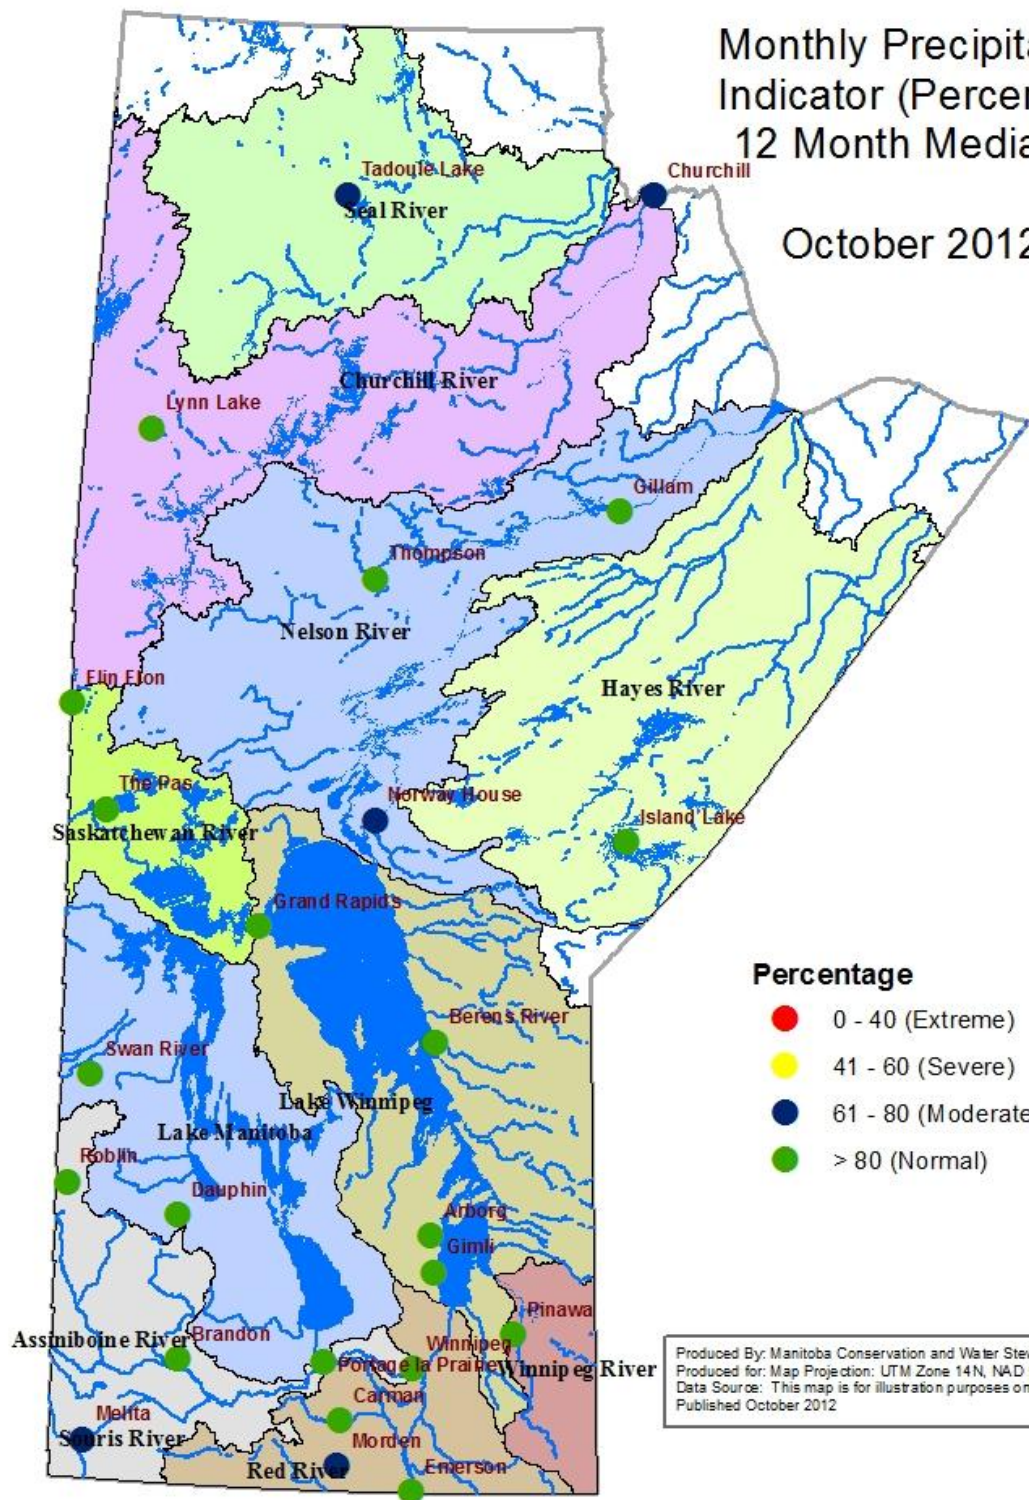 Monthly Precipita
Indicator (Percen
12 Month Media
October 2012
Tadoule Lake
Churchill
Seal River
Churchill River
Lynn Lake
Gillam
Thompson
Nelson River
Hayes River
Flin Flon
The Pas
Norway House
Island Lake
Saskatchewan River
Grand Rapids
Percentage
0 - 40 (Extreme)
41 - 60 (Severe)
61 - 80 (Moderate
> 80 (Normal)
Berens River
Swan River
Lake Winnipeg
Lake Manitoba
Roblin
Dauphin
Arborg
Gimli
Pinawa
Assiniboine River
Brandon
Winnipeg
Portage la Prairie
Winnipeg River
Carman
Melita
Souris River
Morden
Red River
Emerson
Produced By: Manitoba Conservation and Water Stew
Produced for: Map Projection: UTM Zone 14N, NAD
Data Source: This map is for illustration purposes on
Published October 2012